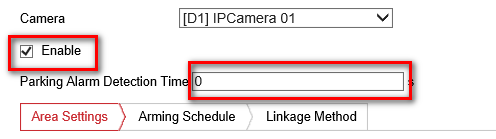 Camera [D1] IPCamera 01
Enable
Parking Alarm Detection Time 0 s
Area Settings Arming Schedule Linkage Method